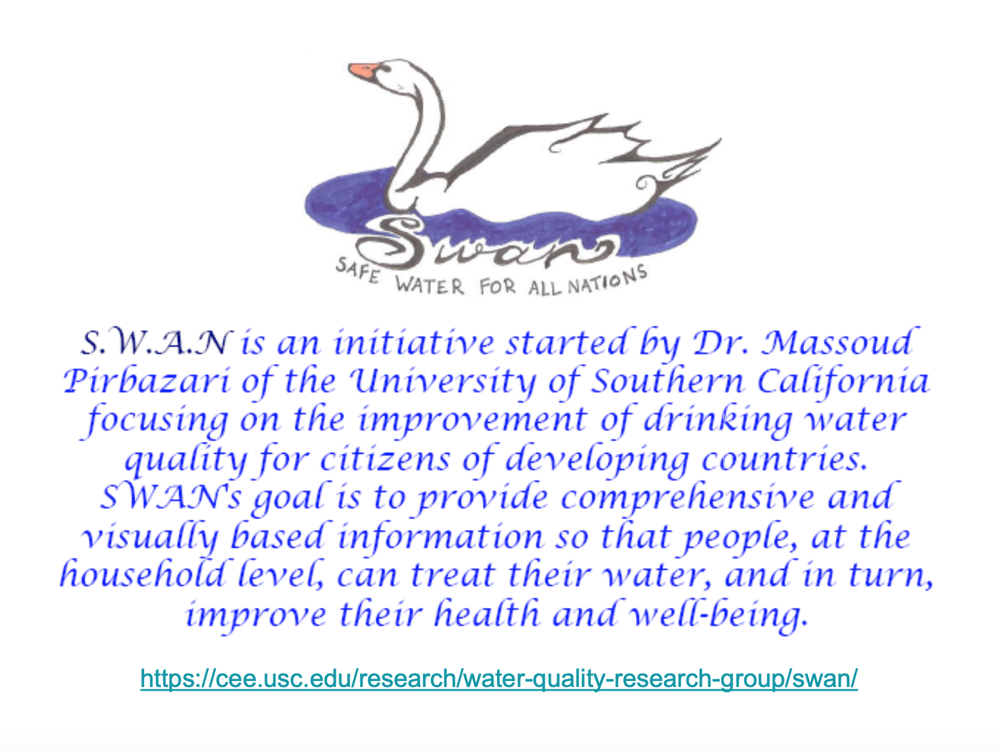 Swan
SAFE WATER FOR ALL NATIONS
S.W.A.N is an initiative started by Dr. Massoud
Pirbazari of the University of Southern California
focusing on the improvement of drinking water
quality for citizens of developing countries.
SWAN's goal is to provide comprehensive and
visually based information so that people, at the
household level, can treat their water, and in turn,
improve their health and well-being.
https://cee.usc.edu/research/water-quality-research-group/swan/